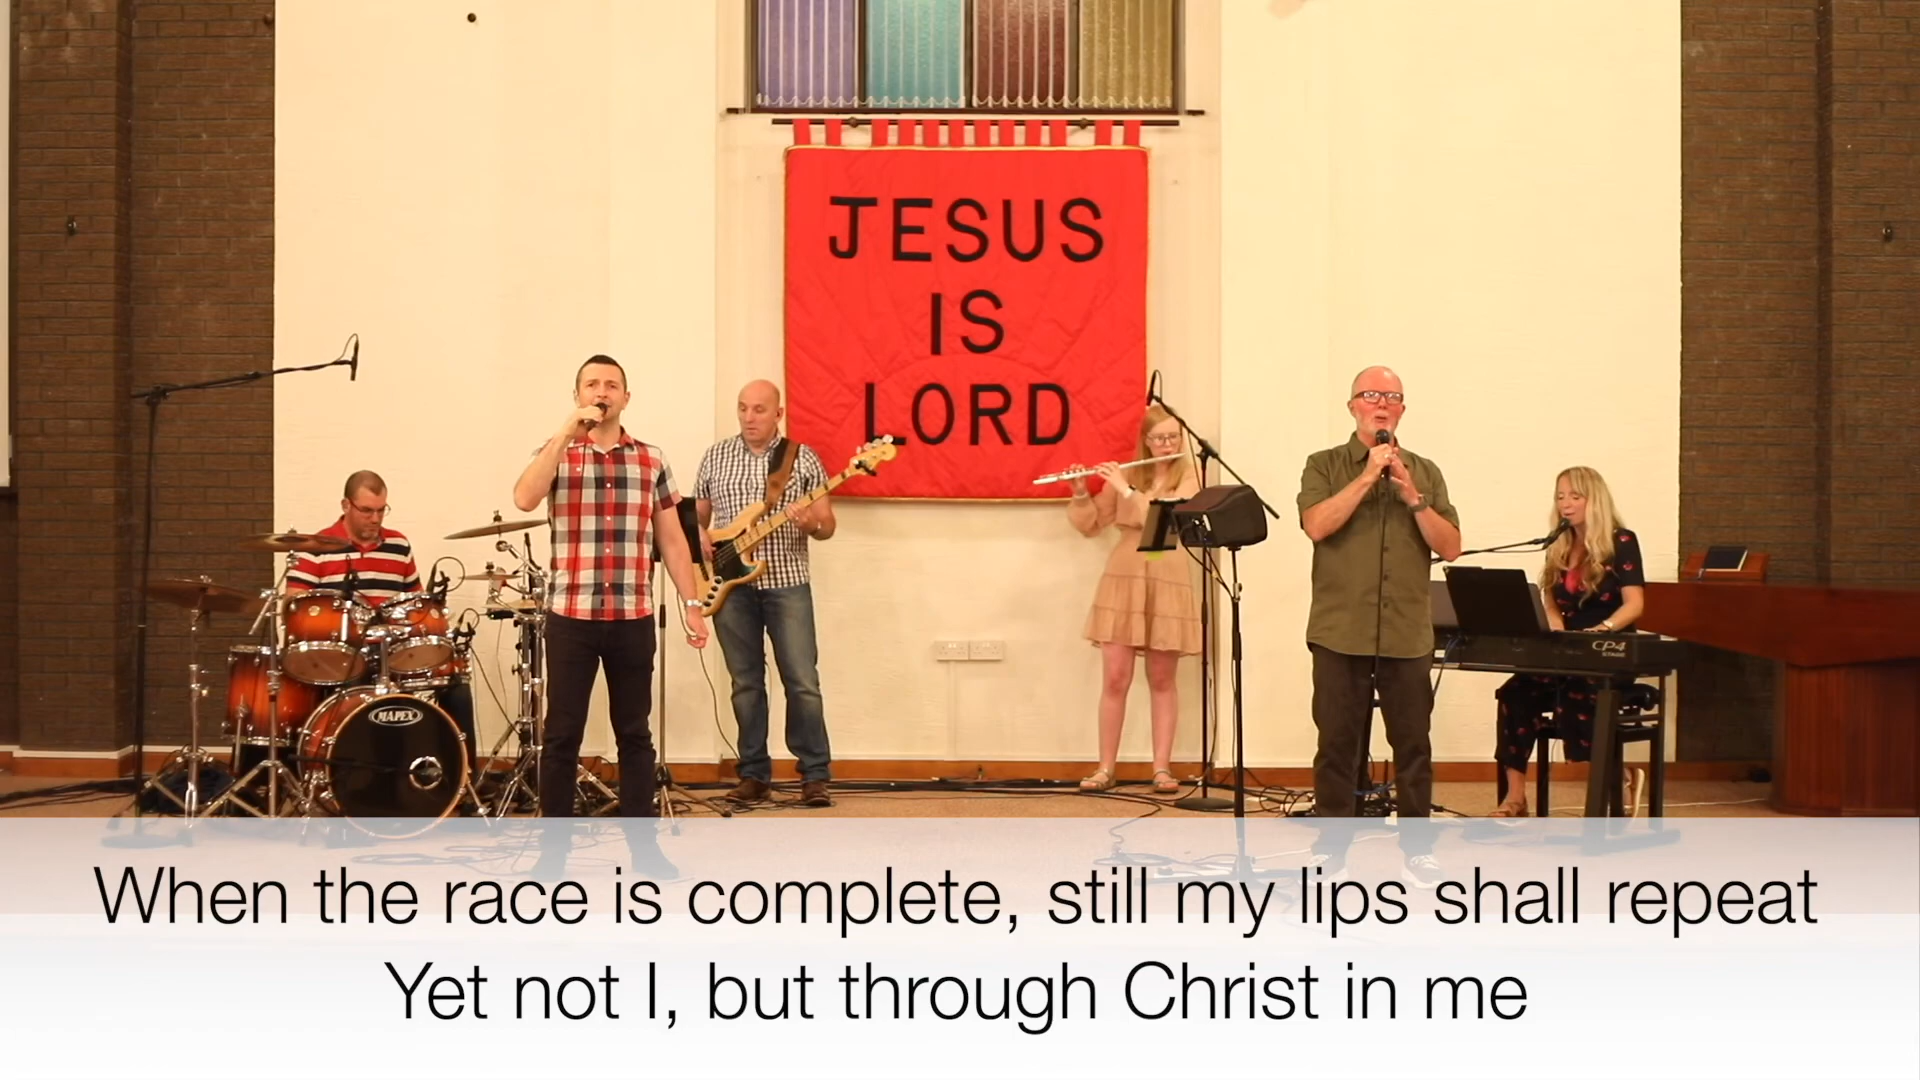 JESUS
IS
LORD
MAPEX
CP4
STAGE
When the race is complete, still my lips shall repeat
Yet not I, but through Christ in me